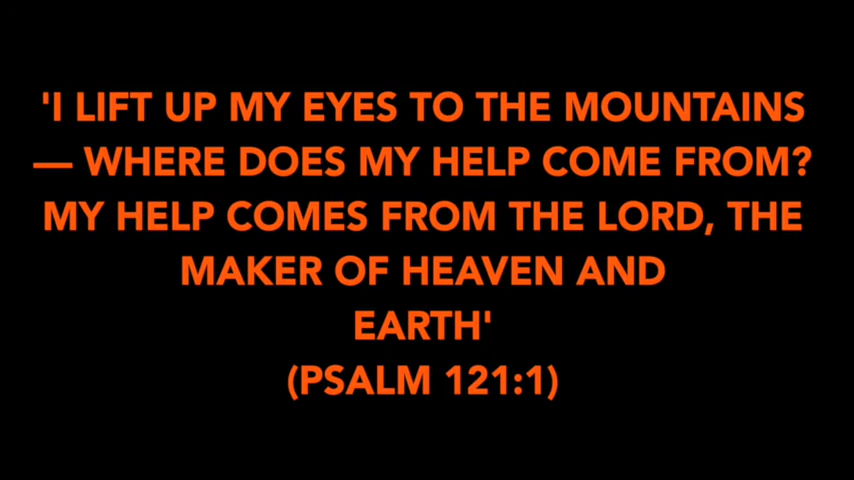 'I LIFT UP MY EYES TO THE MOUNTAINS
— WHERE DOES MY HELP COME FROM?
MY HELP COMES FROM THE LORD, THE
MAKER OF HEAVEN AND
EARTH'
(PSALM 121:1)